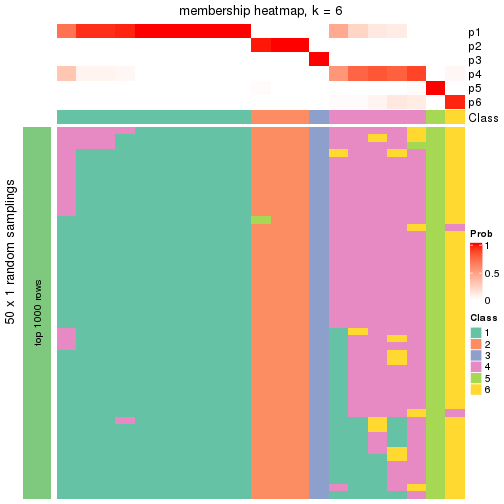 membership heatmap, k = 6
p1
p2
p3
p4
p5
p6
Class
50 x 1 random samplings
top 1000 rows
Prob
1
0.5
0
Class
1
2
3
4
5
6